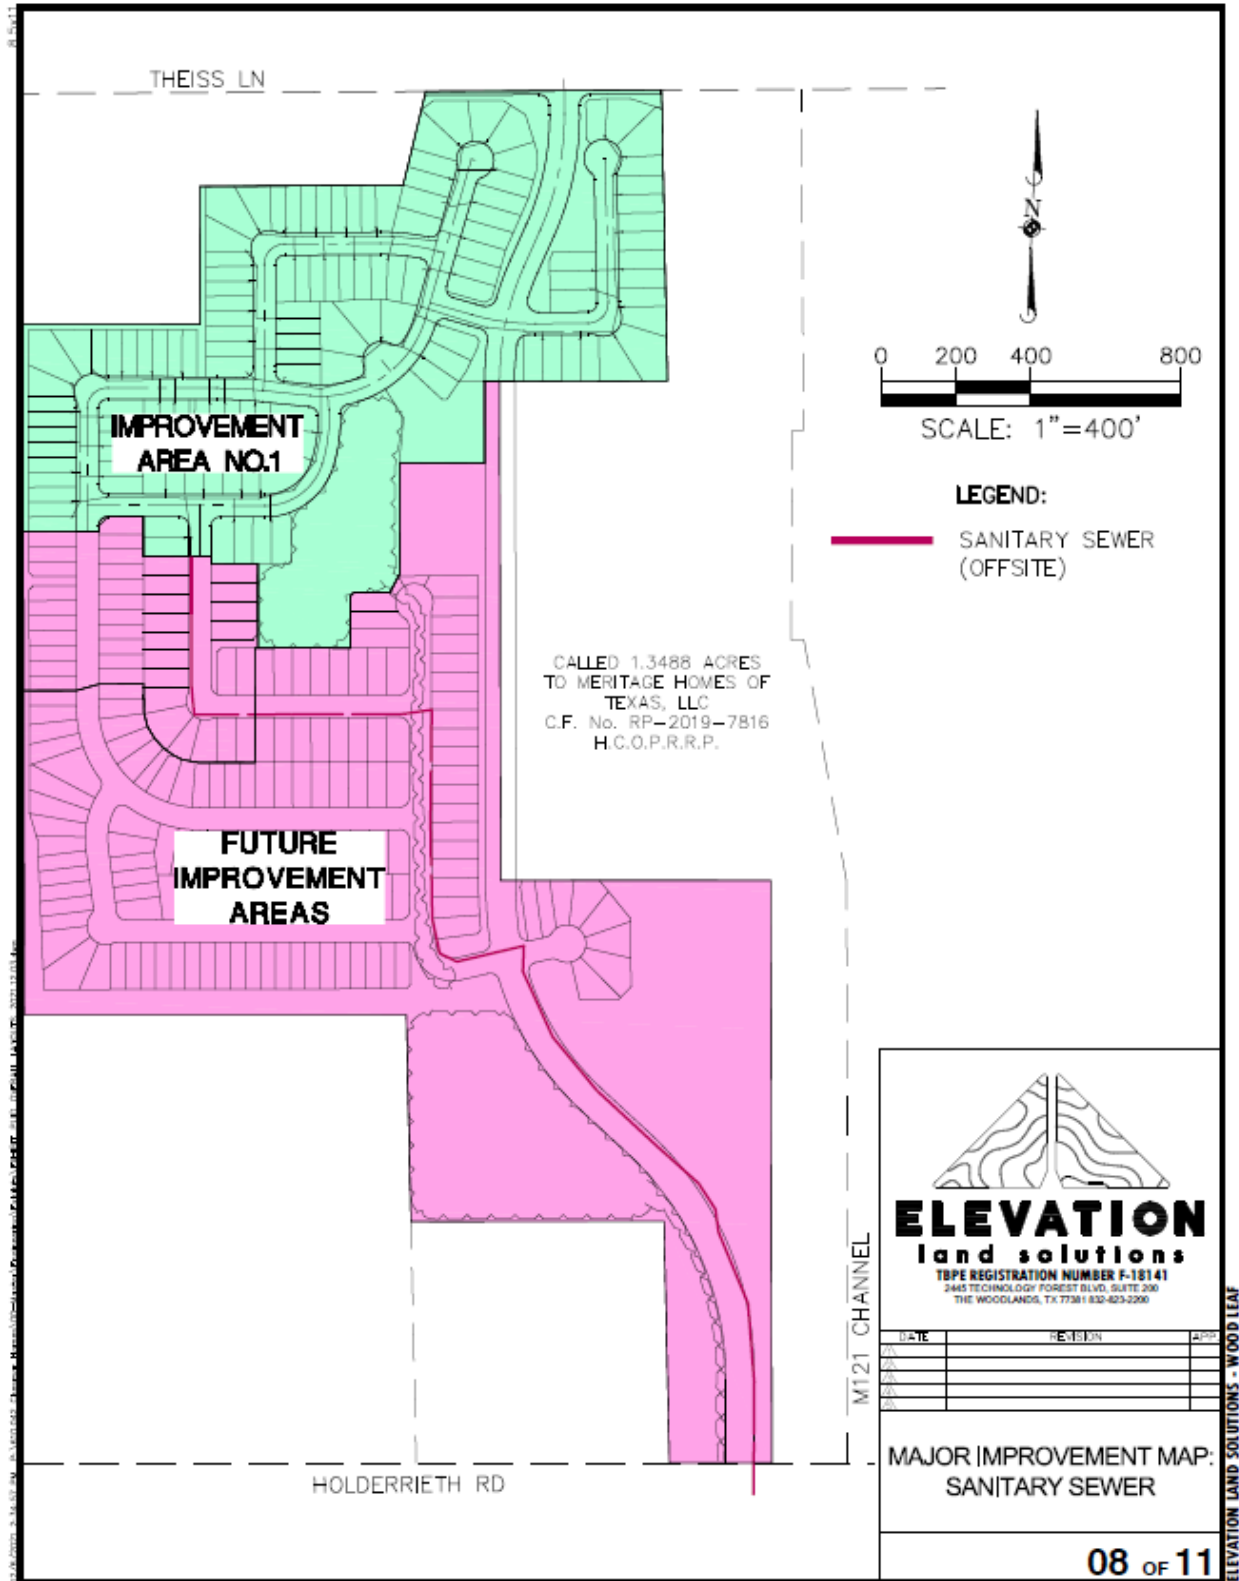 8.5x11
THEISS LN
N
0 200 400 800
SCALE: 1"=400'
LEGEND:
SANITARY SEWER
(OFFSITE)
IMPROVEMENT
AREA NO.1
CALLED 1.3488 ACRES
TO MERITAGE HOMES OF
TEXAS, LLC
C.F. No. RP-2019-7816
H.C.O.P.R.R.P.
FUTURE
IMPROVEMENT
AREAS
M121 CHANNEL
HOLDERRIETH RD
ELEVATION
land solutions
TBPE REGISTRATION NUMBER F-18141
2445 TECHNOLOGY FOREST BLVD, SUITE 200
THE WOODLANDS, TX 77381 832-823-2200
DATE REVISION APP
MAJOR IMPROVEMENT MAP:
SANITARY SEWER
08 OF 11
ELEVATION LAND SOLUTIONS - WOOD LEAF